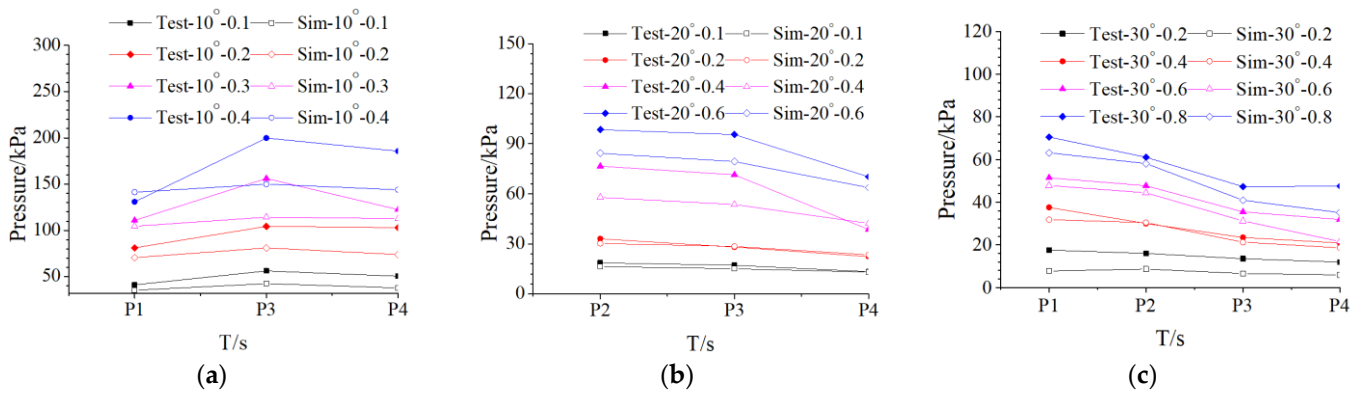 Test-10°-0.1 Sim-10°-0.1
Test-10°-0.2 Sim-10°-0.2
Test-10°-0.3 Sim-10°-0.3
Test-10°-0.4 Sim-10°-0.4
300
250
200
150
100
50
Pressure/kPa
P1 P3 P4
T/s
(a)
Test-20°-0.1 Sim-20°-0.1
Test-20°-0.2 Sim-20°-0.2
Test-20°-0.4 Sim-20°-0.4
Test-20°-0.6 Sim-20°-0.6
150
120
90
60
30
0
Pressure/kPa
P2 P3 P4
T/s
(b)
Test-30°-0.2 Sim-30°-0.2
Test-30°-0.4 Sim-30°-0.4
Test-30°-0.6 Sim-30°-0.6
Test-30°-0.8 Sim-30°-0.8
120
100
80
60
40
20
0
Pressure/kPa
P1 P2 P3 P4
T/s
(c)